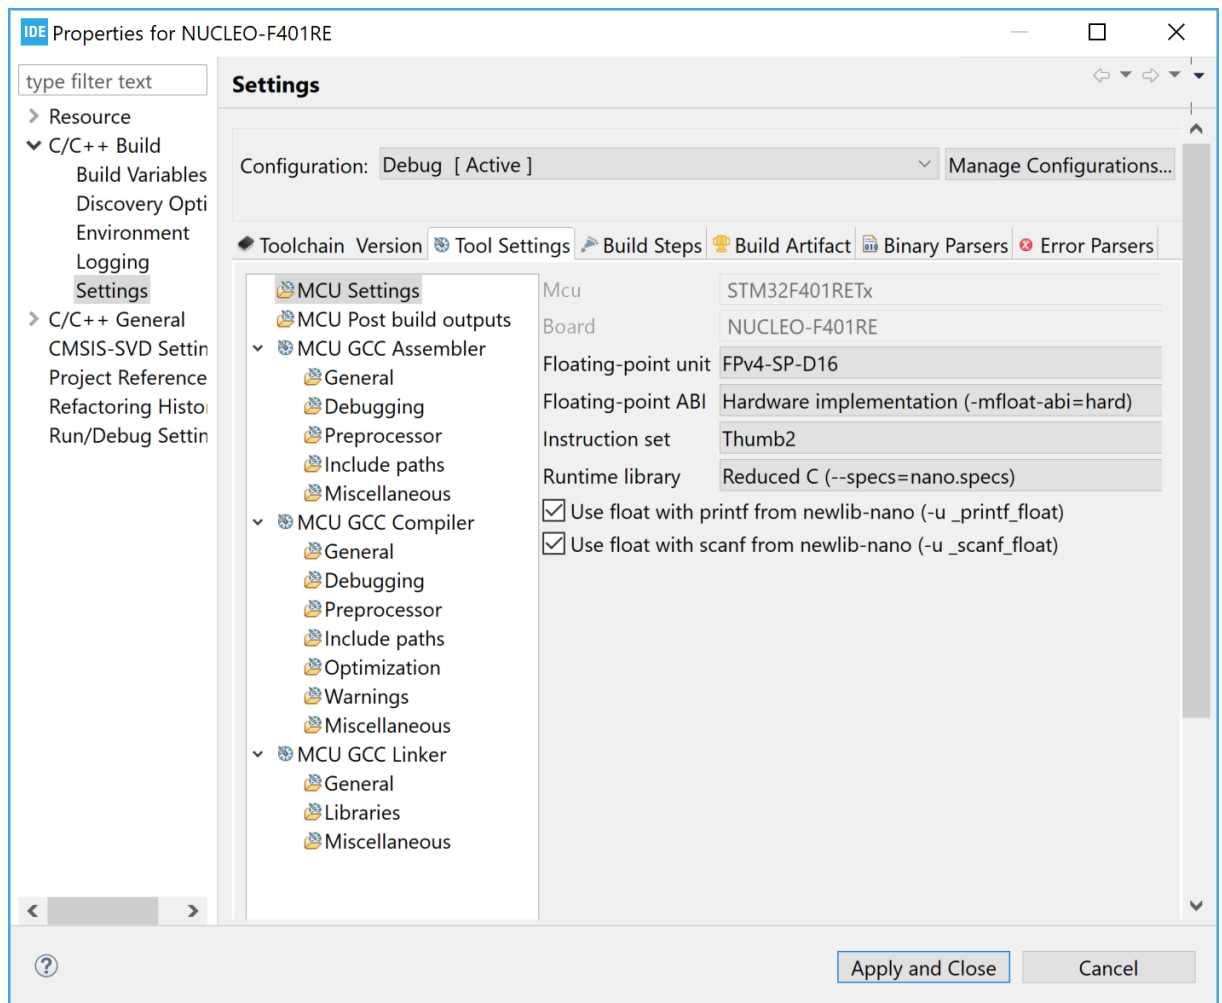 IDE Properties for NUCLEO-F401RE
type filter text
Resource
C/C++ Build
Build Variables
Discovery Opti
Environment
Logging
Settings
C/C++ General
CMSIS-SVD Settin
Project Reference
Refactoring Histor
Run/Debug Settin
Settings
Configuration: Debug [ Active ] Manage Configurations...
Toolchain Version Tool Settings Build Steps Build Artifact Binary Parsers Error Parsers
MCU Settings
MCU Post build outputs
MCU GCC Assembler
General
Debugging
Preprocessor
Include paths
Miscellaneous
MCU GCC Compiler
General
Debugging
Preprocessor
Include paths
Optimization
Warnings
Miscellaneous
MCU GCC Linker
General
Libraries
Miscellaneous
Mcu STM32F401RETx
Board NUCLEO-F401RE
Floating-point unit FPv4-SP-D16
Floating-point ABI Hardware implementation (-mfloat-abi=hard)
Instruction set Thumb2
Runtime library Reduced C (--specs=nano.specs)
Use float with printf from newlib-nano (-u _printf_float)
Use float with scanf from newlib-nano (-u _scanf_float)
? Apply and Close Cancel